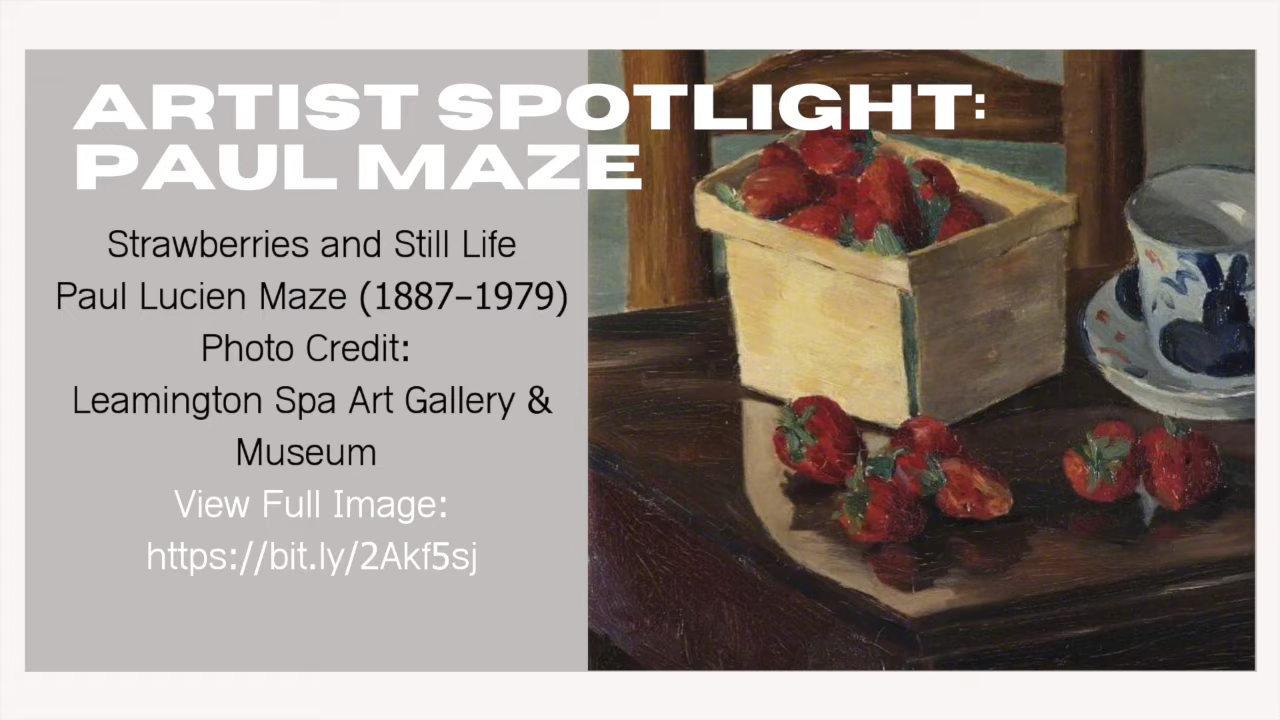 ARTIST SPOTLIGHT:
PAUL MAZE
Strawberries and Still Life
Paul Lucien Maze (1887–1979)
Photo Credit:
Leamington Spa Art Gallery &
Museum
View Full Image:
https://bit.ly/2Akf5sj